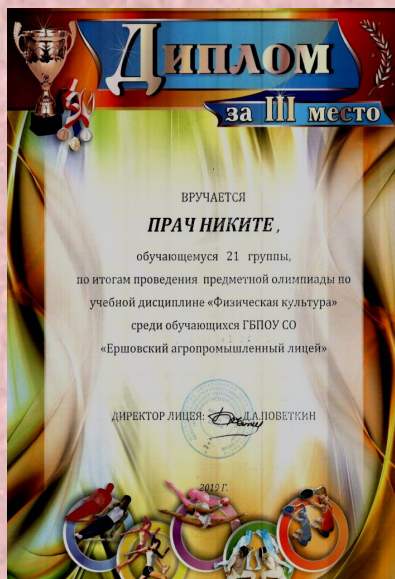 ДИПЛОМ
за III место
ВРУЧАЕТСЯ
ПРАЧ НИКИТЕ ,
обучающемуся 21 группы,
по итогам проведения предметной олимпиады по
учебной дисциплине «Физическая культура»
среди обучающихся ГБПОУ СО
«Ершовский агропромышленный лицей»
ДИРЕКТОР ЛИЦЕЯ: Д.А.ПОВЕТКИН
2019 Г.